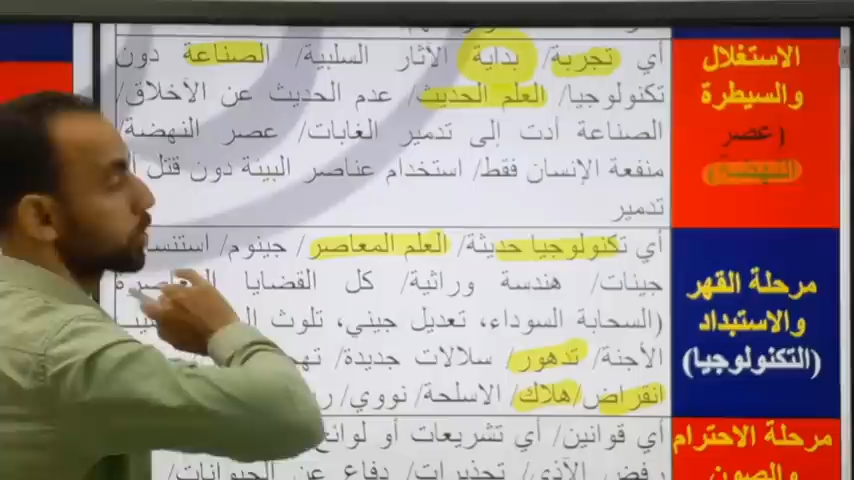 الاستغلال
والسيطرة
(عصر
النهضة)
أي تجربة/ بداية الآثار السلبية/ الصناعة دون
تكنولوجيا/ العلم الحديث/ عدم الحديث عن الأخلاق/
الصناعة أدت إلى تدمير الغابات/ عصر النهضة/
منفعة الإنسان فقط/ استخدام عناصر البيئة دون قتل
تدمير
مرحلة القهر
والاستبداد
(التكنولوجيا)
أي تكنولوجيا حديثة/ العلم المعاصر/ جينوم/
جينات/ هندسة وراثية/ كل القضايا
(السحابة السوداء، تعديل جيني، تلوث
الأجنة/ تدهور/ سلالات جديدة/
انقراض/هلاك/ الاسلحة/ نووي/
مرحلة الاحترام
والصون
أي قوانين/ أي تشريعات أو لوائح
رفض الأذى/ تحذيرات/ دفاع عن الحيوانات/